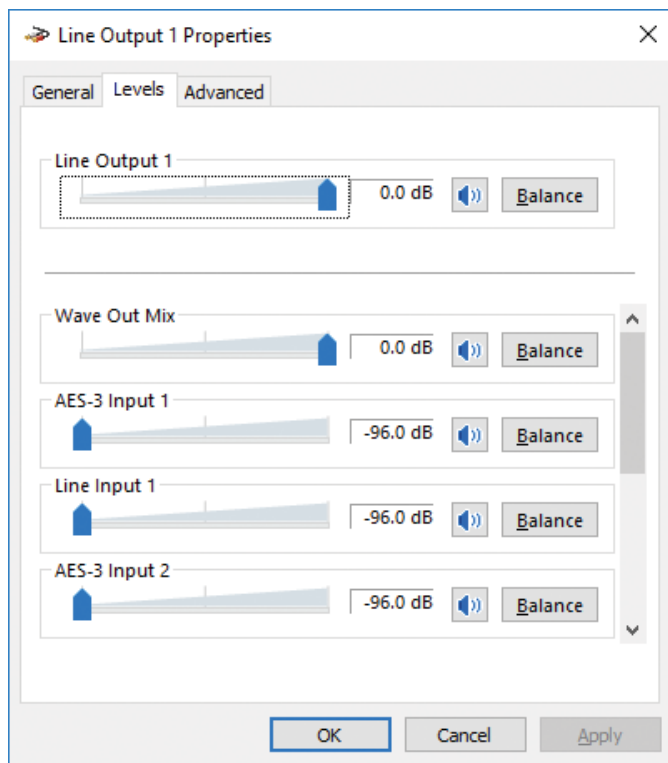 Line Output 1 Properties
General Levels Advanced
Line Output 1
0.0 dB Balance
Wave Out Mix
0.0 dB Balance
AES-3 Input 1
-96.0 dB Balance
Line Input 1
-96.0 dB Balance
AES-3 Input 2
-96.0 dB Balance
OK Cancel Apply